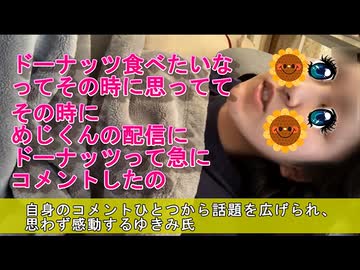 ドーナッツ食べたいな
ってその時に思ってて
その時に
めじくんの配信に
ドーナッツって急に
コメントしたの
自身のコメントひとつから話題を広げられ、
思わず感動するゆきみ氏